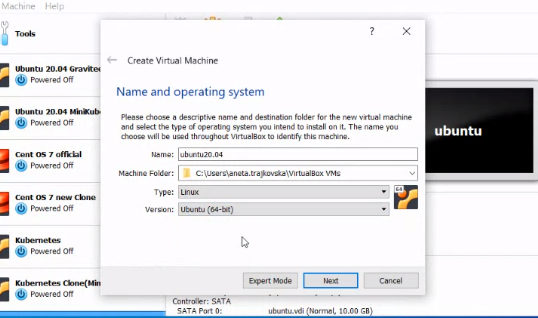 Machine Help
Tools
Ubuntu 20.04 Gravitee
Powered Off
Ubuntu 20.04 MiniKube
Powered Off
Cent OS 7 official
Powered Off
Cent OS 7 new Clone
Powered Off
Kubernetes
Powered Off
Kubernetes Clone(Min
Powered Off
?
Create Virtual Machine
Name and operating system
Please choose a descriptive name and destination folder for the new virtual machine
and select the type of operating system you intend to install on it. The name you
choose will be used throughout VirtualBox to identify this machine.
Name: ubuntu20.04
Machine Folder: C:\Users\aneta.trajkovska\VirtualBox VMs
Type: Linux
64
Version: Ubuntu (64-bit)
Expert Mode Next Cancel
ubuntu
Controller: SATA
SATA Port 0: ubuntu.vdi (Normal, 10.00 GB)